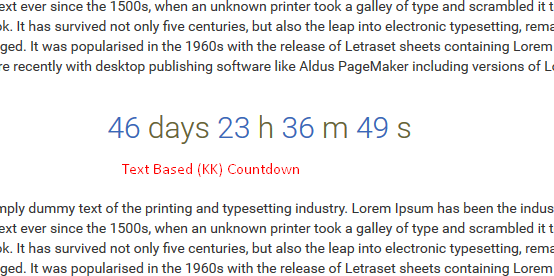 ext ever since the 1500s, when an unknown printer took a galley of type and scrambled it t
ok. It has survived not only five centuries, but also the leap into electronic typesetting, rema
ged. It was popularised in the 1960s with the release of Letraset sheets containing Lorem
re recently with desktop publishing software like Aldus PageMaker including versions of Lo
46 days 23 h 36 m 49 s
Text Based (KK) Countdown
mply dummy text of the printing and typesetting industry. Lorem Ipsum has been the indus
ext ever since the 1500s, when an unknown printer took a galley of type and scrambled it t
ok. It has survived not only five centuries, but also the leap into electronic typesetting, rema
ged. It was popularised in the 1960s with the release of Letraset sheets containing Lorem